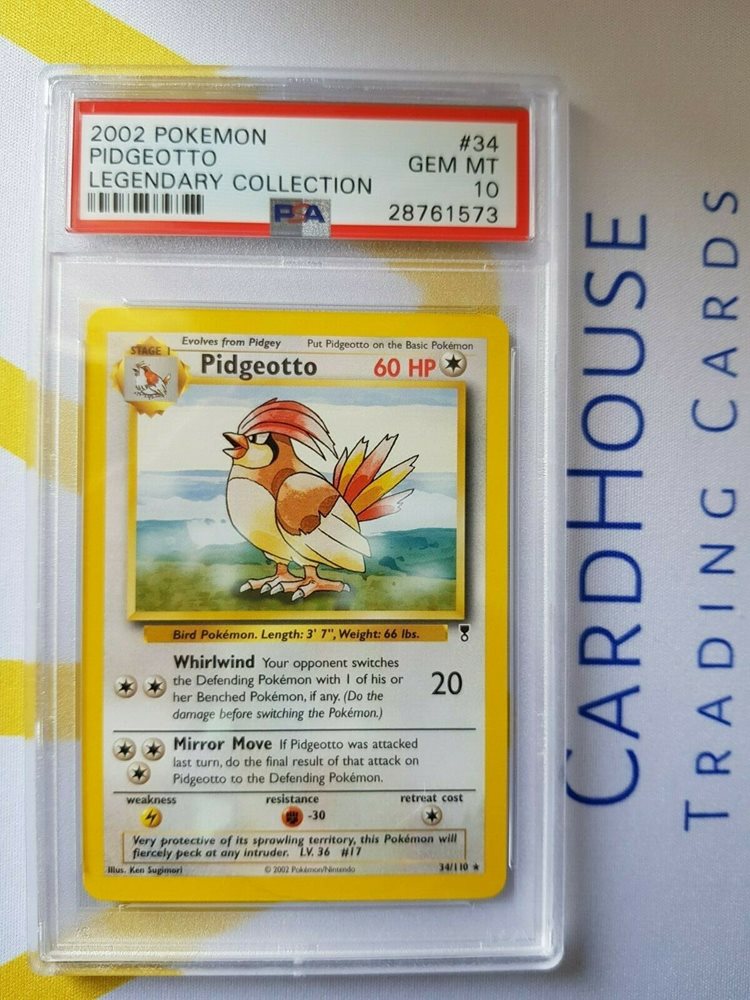 2002 POKEMON #34
PIDGEOTTO GEM MT
LEGENDARY COLLECTION 10
PSA 28761573
Evolves from Pidgey Put Pidgeotto on the Basic Pokémon
STAGE 1
Pidgeotto 60 HP
Bird Pokémon. Length: 3' 7", Weight: 66 lbs.
Whirlwind Your opponent switches
the Defending Pokémon with 1 of his or
her Benched Pokémon, if any. (Do the
damage before switching the Pokémon.)
20
Mirror Move If Pidgeotto was attacked
last turn, do the final result of that attack on
Pidgeotto to the Defending Pokémon.
weakness resistance retreat cost
-30
Very protective of its sprawling territory, this Pokémon will
fiercely peck at any intruder. LV. 36 #17
Illus. Ken Sugimori © 2002 Pokémon/Nintendo 34/110 ★
CARDHOUSE
TRADING CARDS